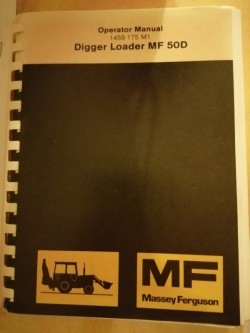 Operator Manual
1459 175 M1
Digger Loader MF 50D
MF
Massey Ferguson